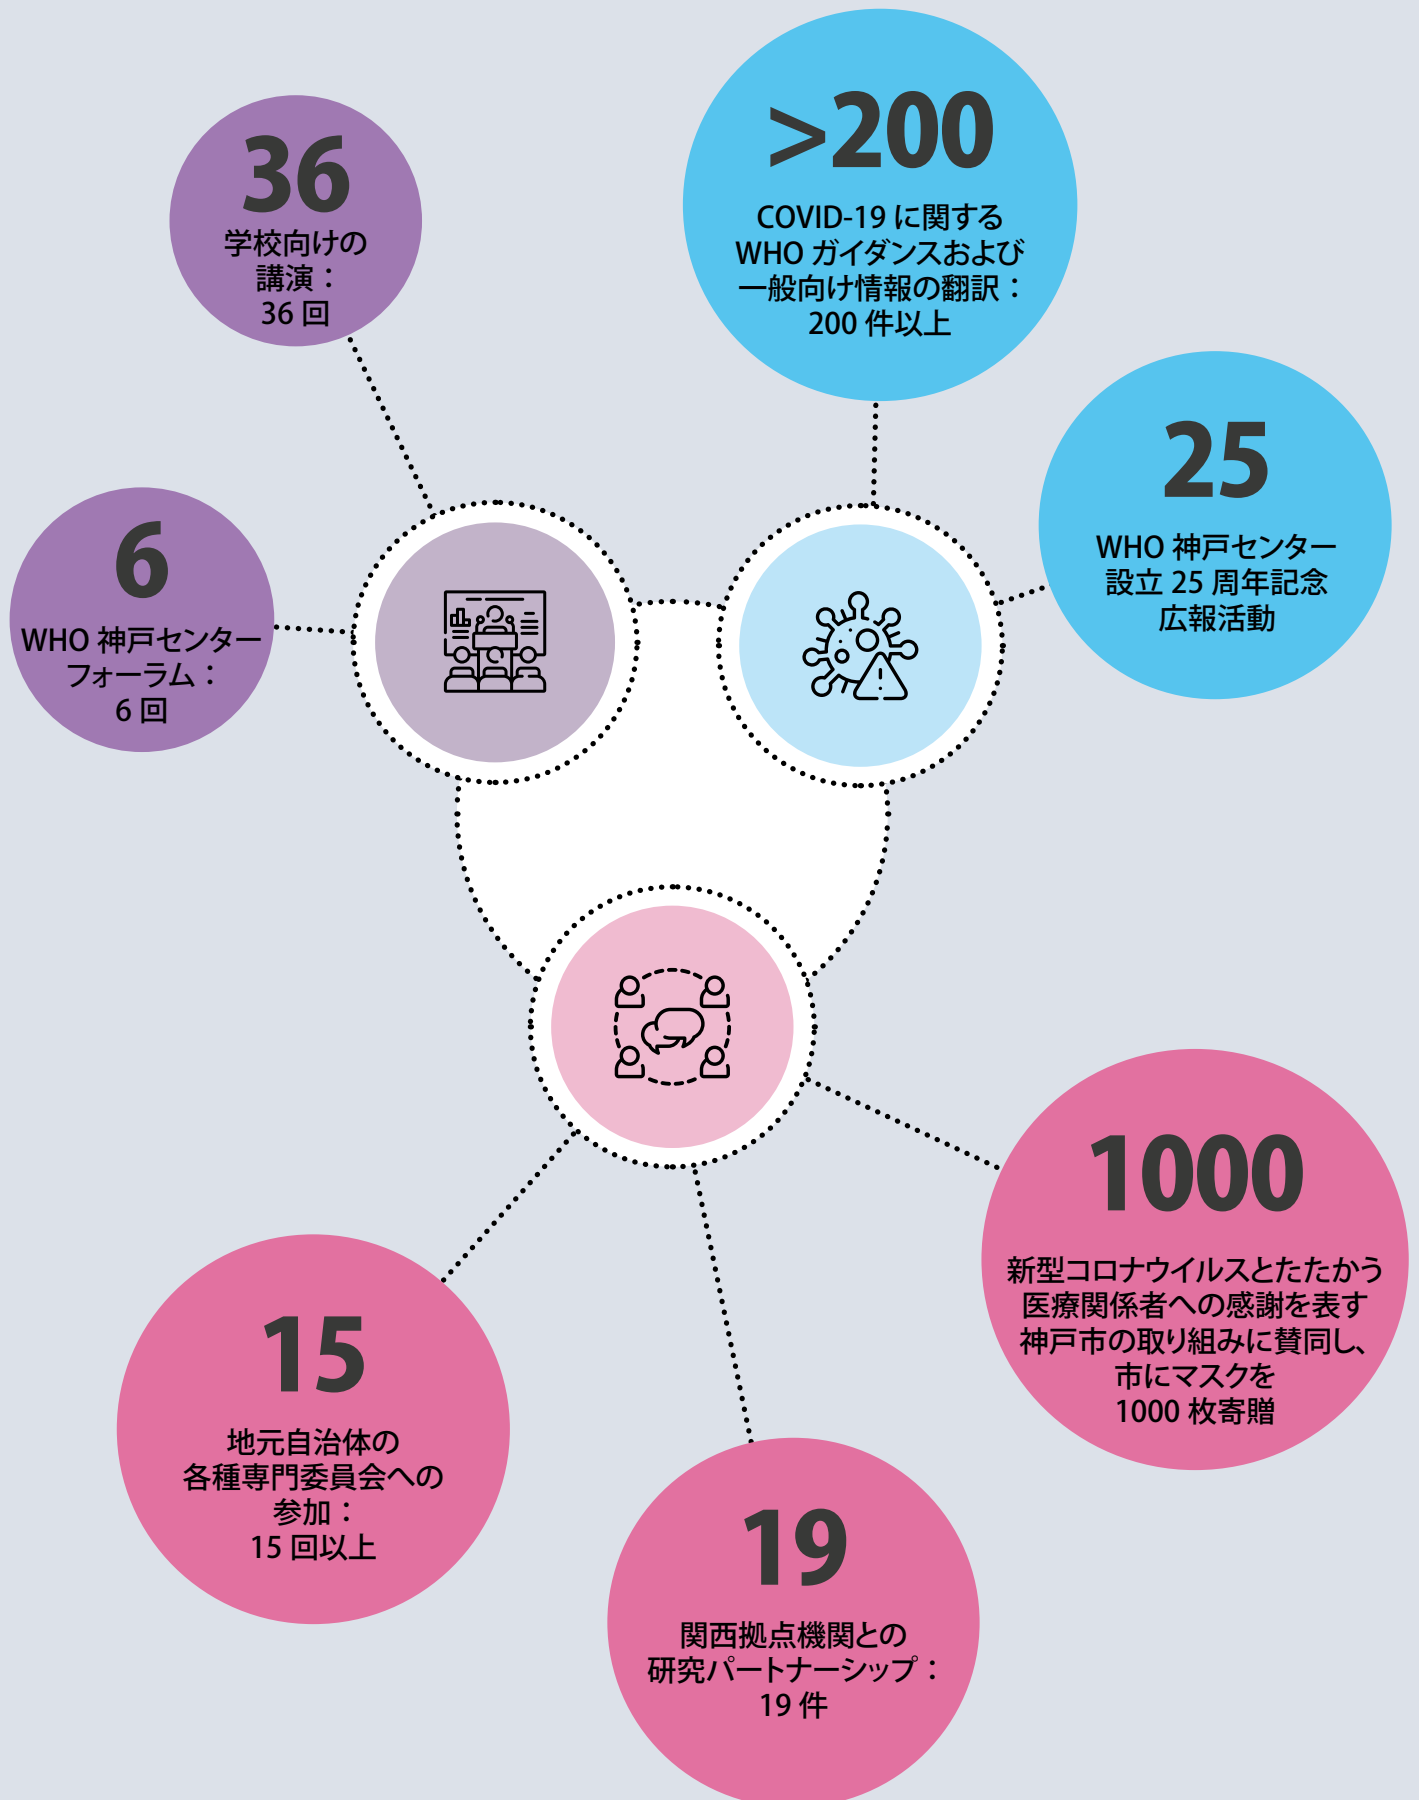 36
学校向けの
講演：
36 回
>200
COVID-19 に関する
WHO ガイダンスおよび
一般向け情報の翻訳：
200 件以上
25
WHO 神戸センター
設立 25 周年記念
広報活動
6
WHO 神戸センター
フォーラム：
6 回
1000
新型コロナウイルスとたたかう
医療関係者への感謝を表す
神戸市の取り組みに賛同し、
市にマスクを
1000 枚寄贈
15
地元自治体の
各種専門委員会への
参加：
15 回以上
19
関西拠点機関との
研究パートナーシップ：
19 件